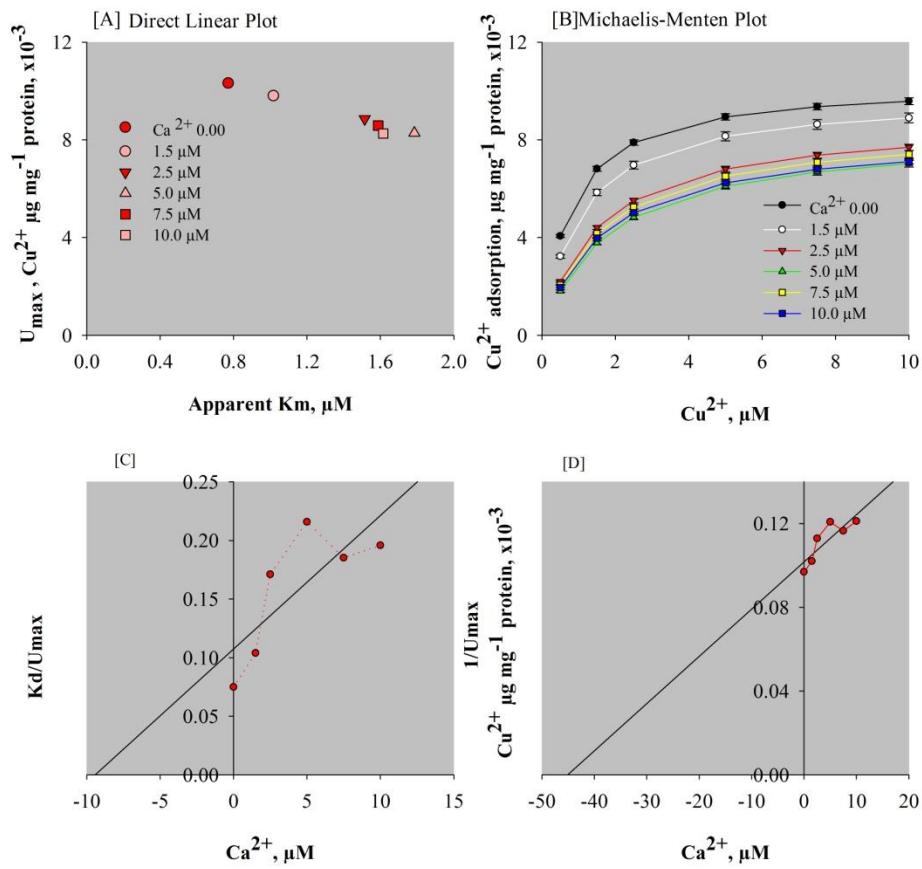 [A] Direct Linear Plot
12
8
4
0
0.0 0.4 0.8 1.2 1.6 2.0
Umax , Cu2+ µg mg-1 protein, x10-3
Apparent Km, µM
Ca 2+ 0.00
1.5 µM
2.5 µM
5.0 µM
7.5 µM
10.0 µM
[B]Michaelis-Menten Plot
12
8
4
0
0 2 4 6 8 10
Cu2+ adsorption, µg mg-1 protein, x10-3
Cu2+, µM
Ca2+ 0.00
1.5 µM
2.5 µM
5.0 µM
7.5 µM
10.0 µM
[C]
0.25
0.20
0.15
0.10
0.05
0.00
-10 -5 0 5 10 15
Kd/Umax
Ca2+, µM
[D]
0.12
0.08
0.04
0.00
-50 -40 -30 -20 -10 0 10 20
1/Umax
Cu2+ µg mg-1 protein, x10-3
Ca2+, µM